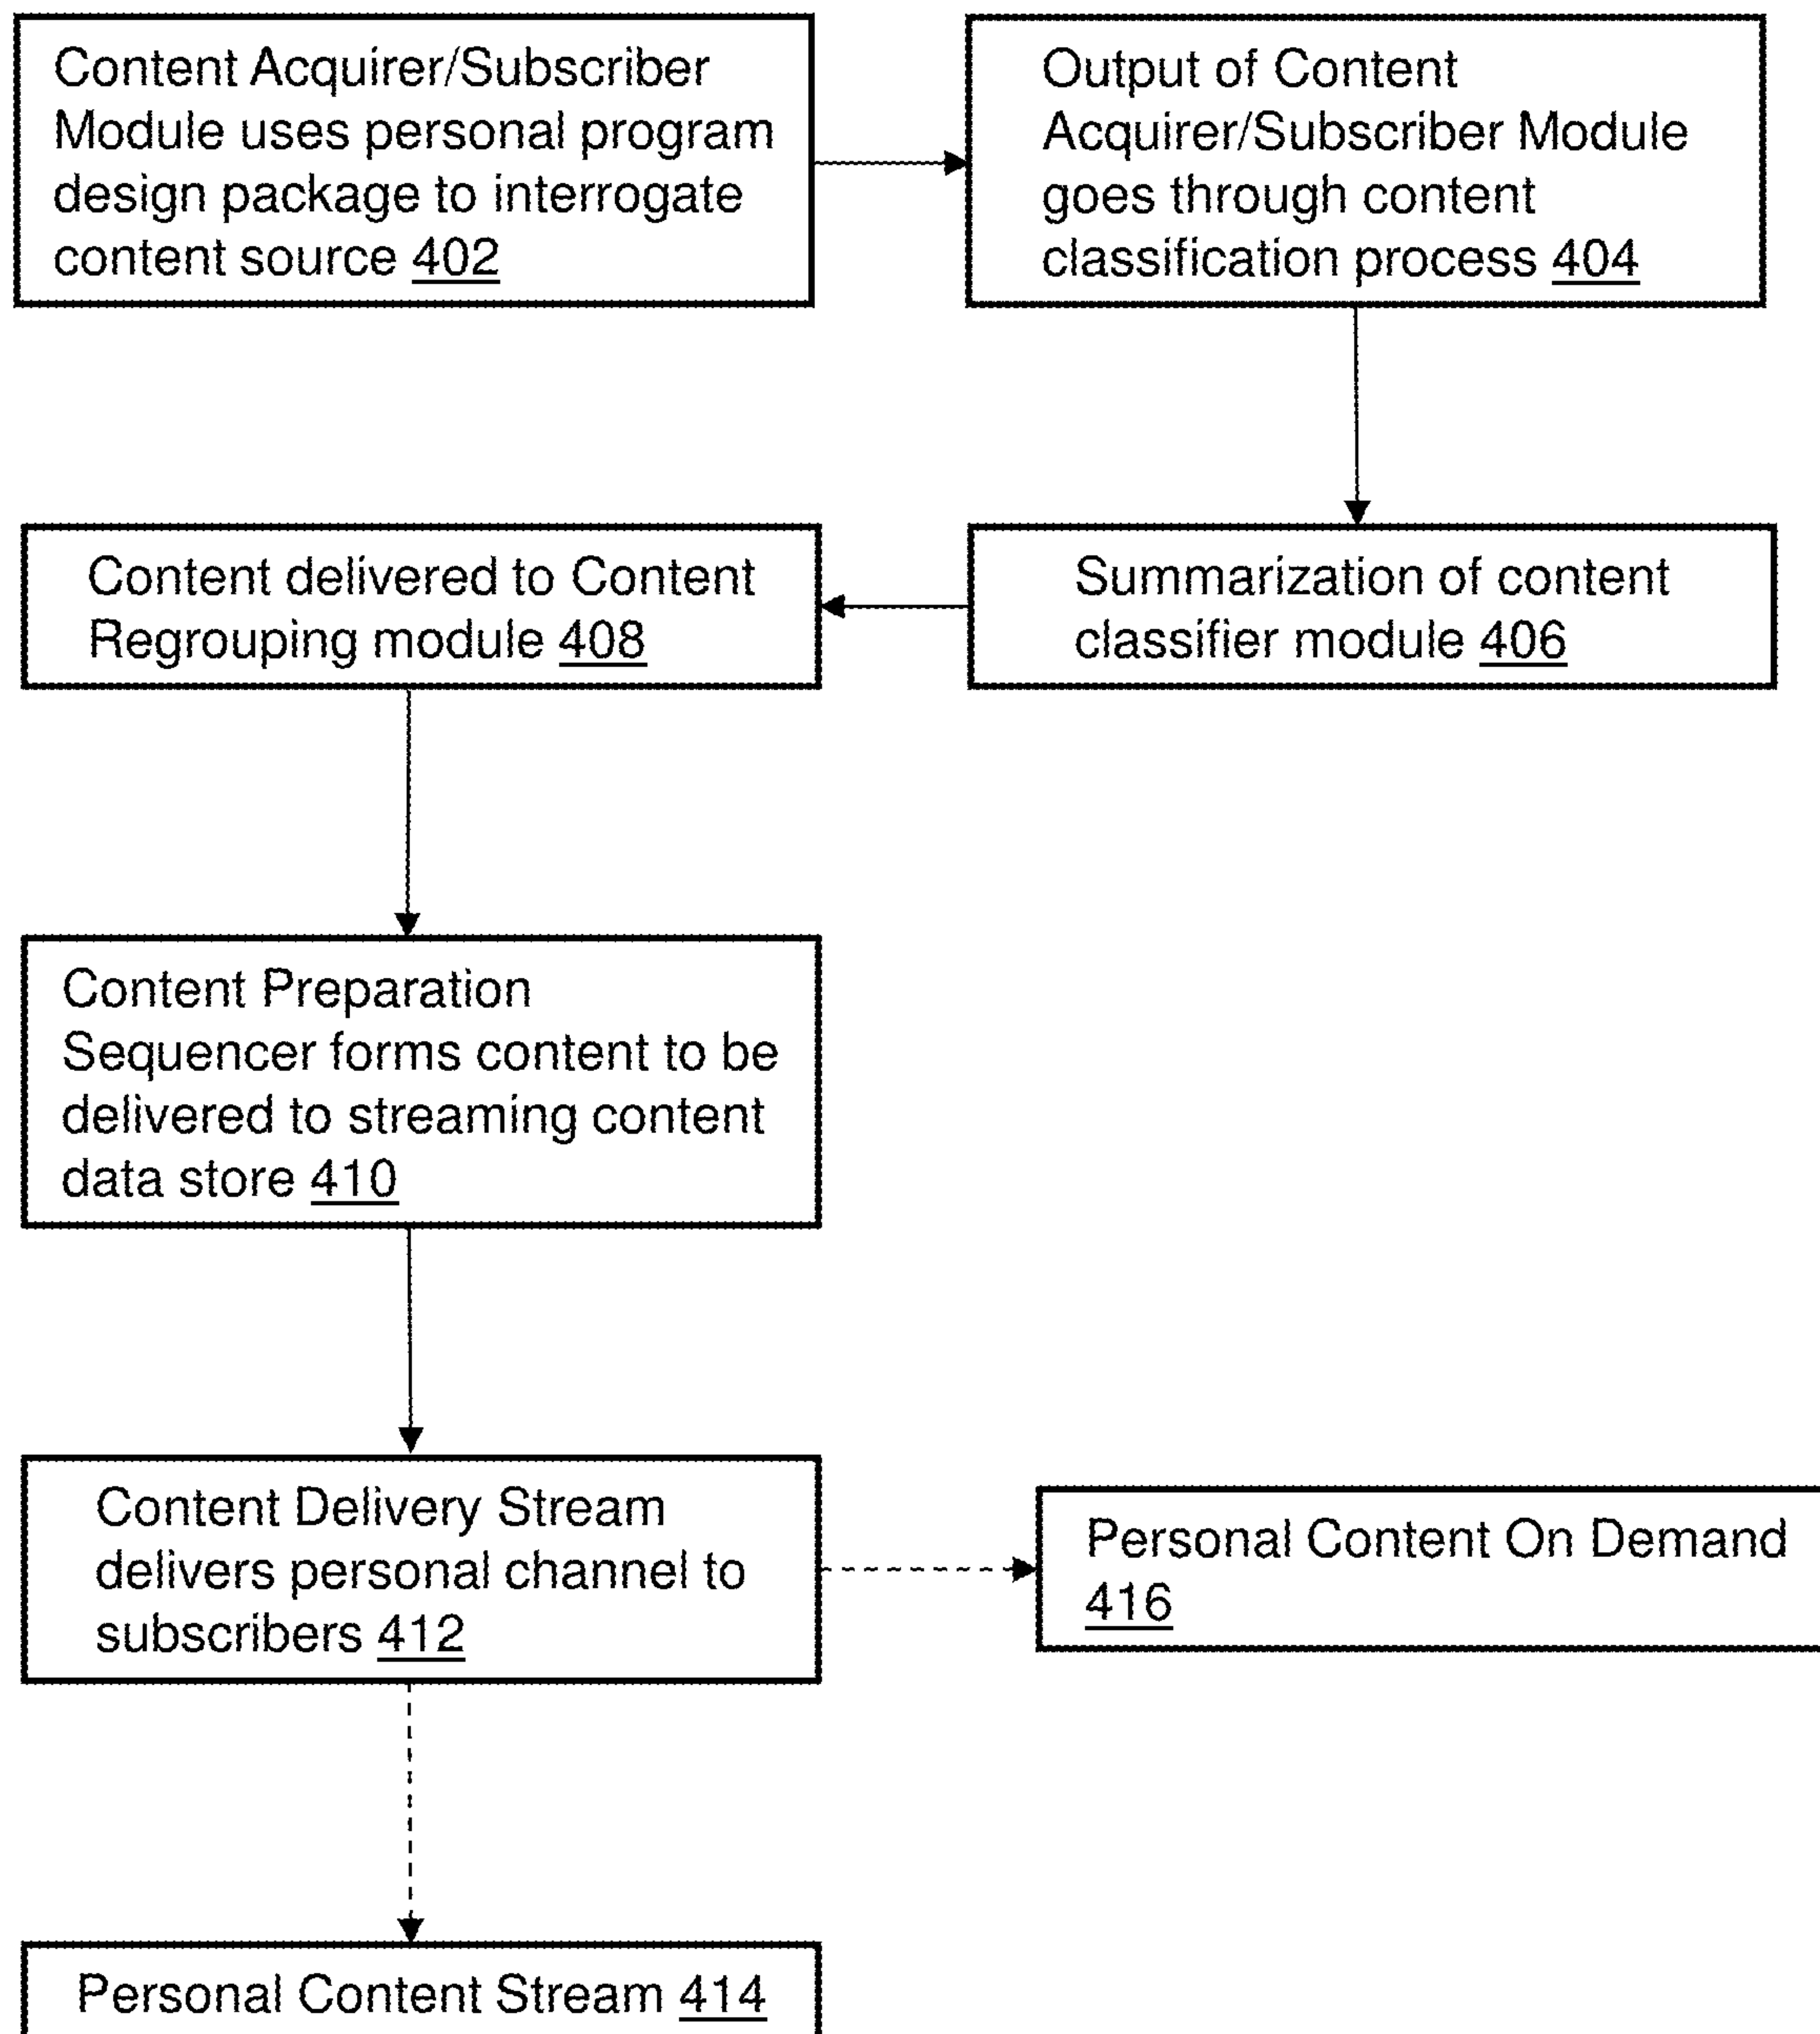 Content Acquirer/Subscriber
Module uses personal program
design package to interrogate
content source 402
Output of Content
Acquirer/Subscriber Module
goes through content
classification process 404
Summarization of content
classifier module 406
Content delivered to Content
Regrouping module 408
Content Preparation
Sequencer forms content to be
delivered to streaming content
data store 410
Content Delivery Stream
delivers personal channel to
subscribers 412
Personal Content On Demand
416
Personal Content Stream 414